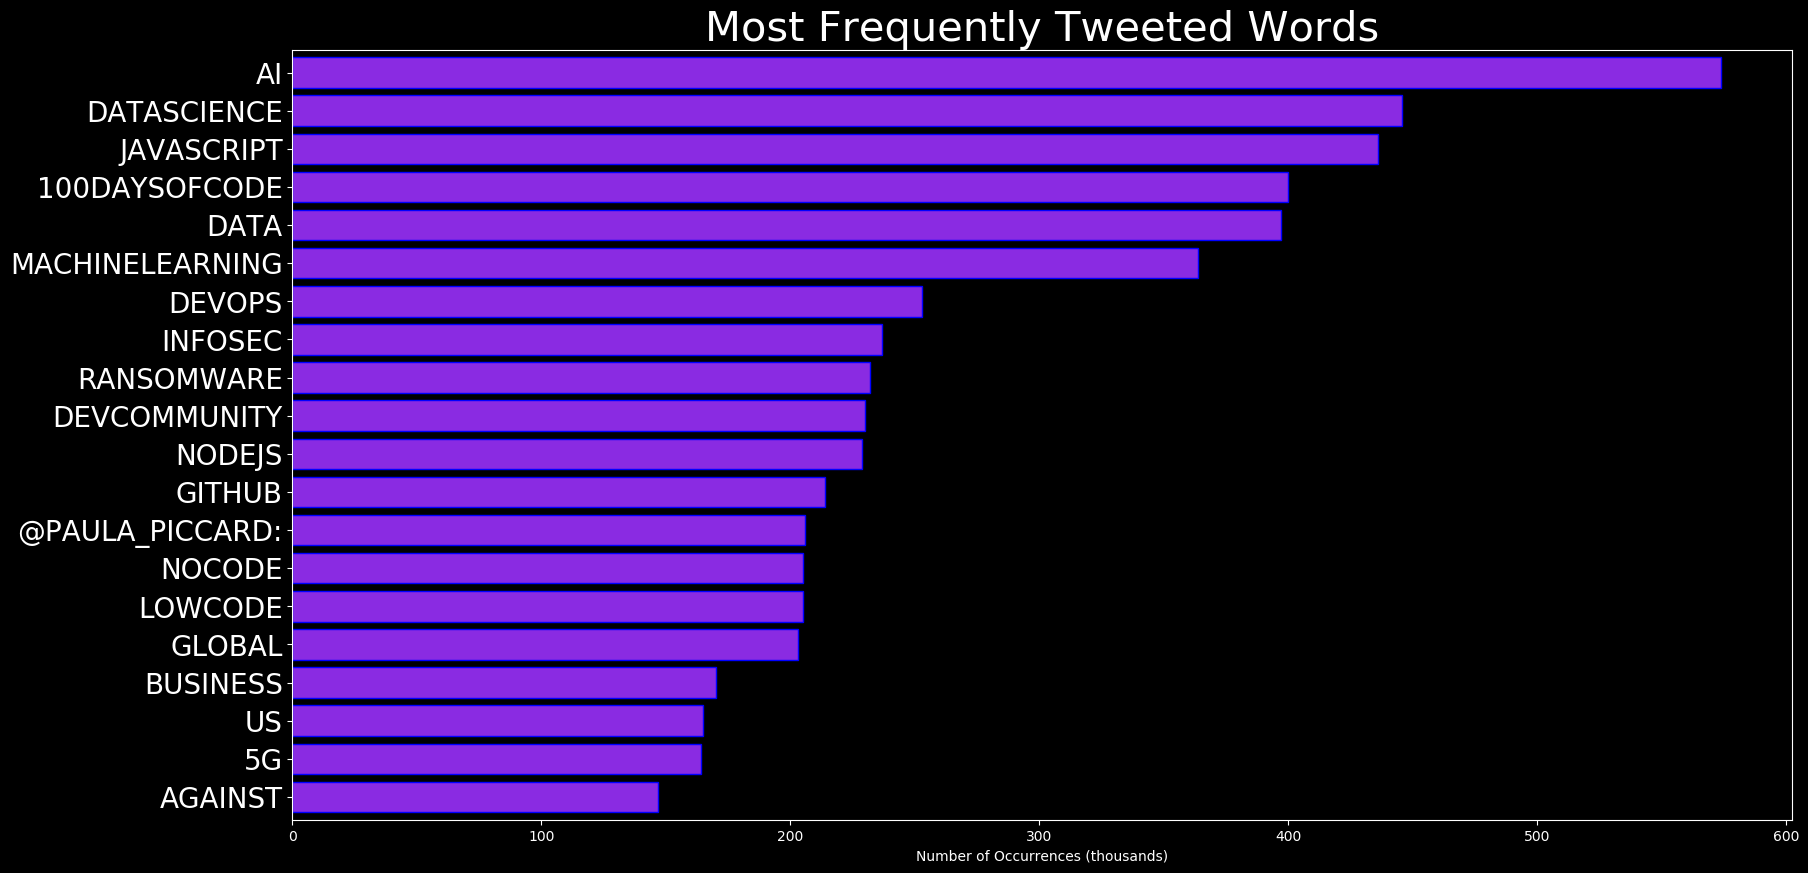 Most Frequently Tweeted Words
AI
DATASCIENCE
JAVASCRIPT
100DAYSOFCODE
DATA
MACHINELEARNING
DEVOPS
INFOSEC
RANSOMWARE
DEVCOMMUNITY
NODEJS
GITHUB
@PAULA_PICCARD:
NOCODE
LOWCODE
GLOBAL
BUSINESS
US
5G
AGAINST
0 100 200 300 400 500 600
Number of Occurrences (thousands)